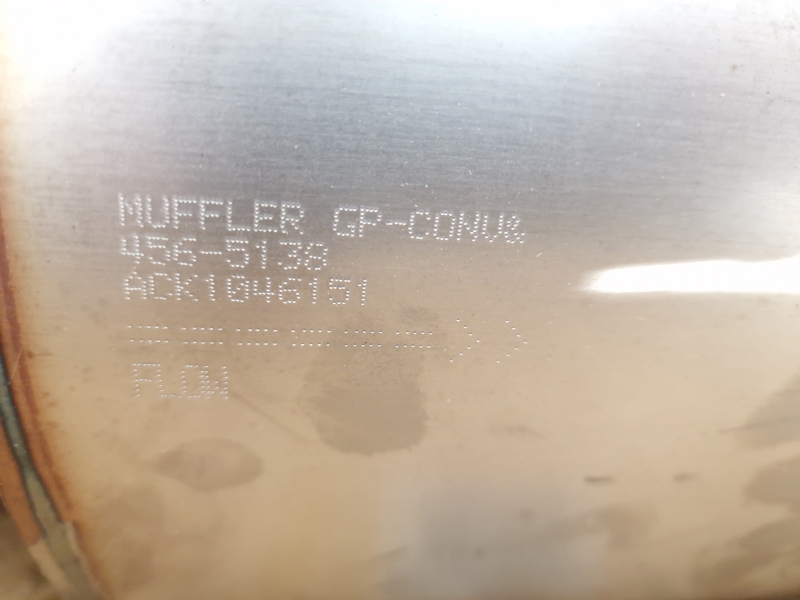 MUFFLER GP-CONV&
456-5138
ACK1046151
FLOW